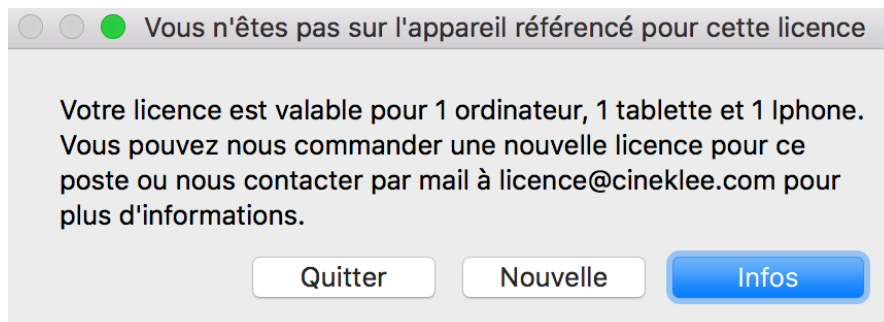 Vous n'êtes pas sur l'appareil référencé pour cette licence
Votre licence est valable pour 1 ordinateur, 1 tablette et 1 Iphone.
Vous pouvez nous commander une nouvelle licence pour ce
poste ou nous contacter par mail à licence@cineklee.com pour
plus d'informations.
Quitter
Nouvelle
Infos